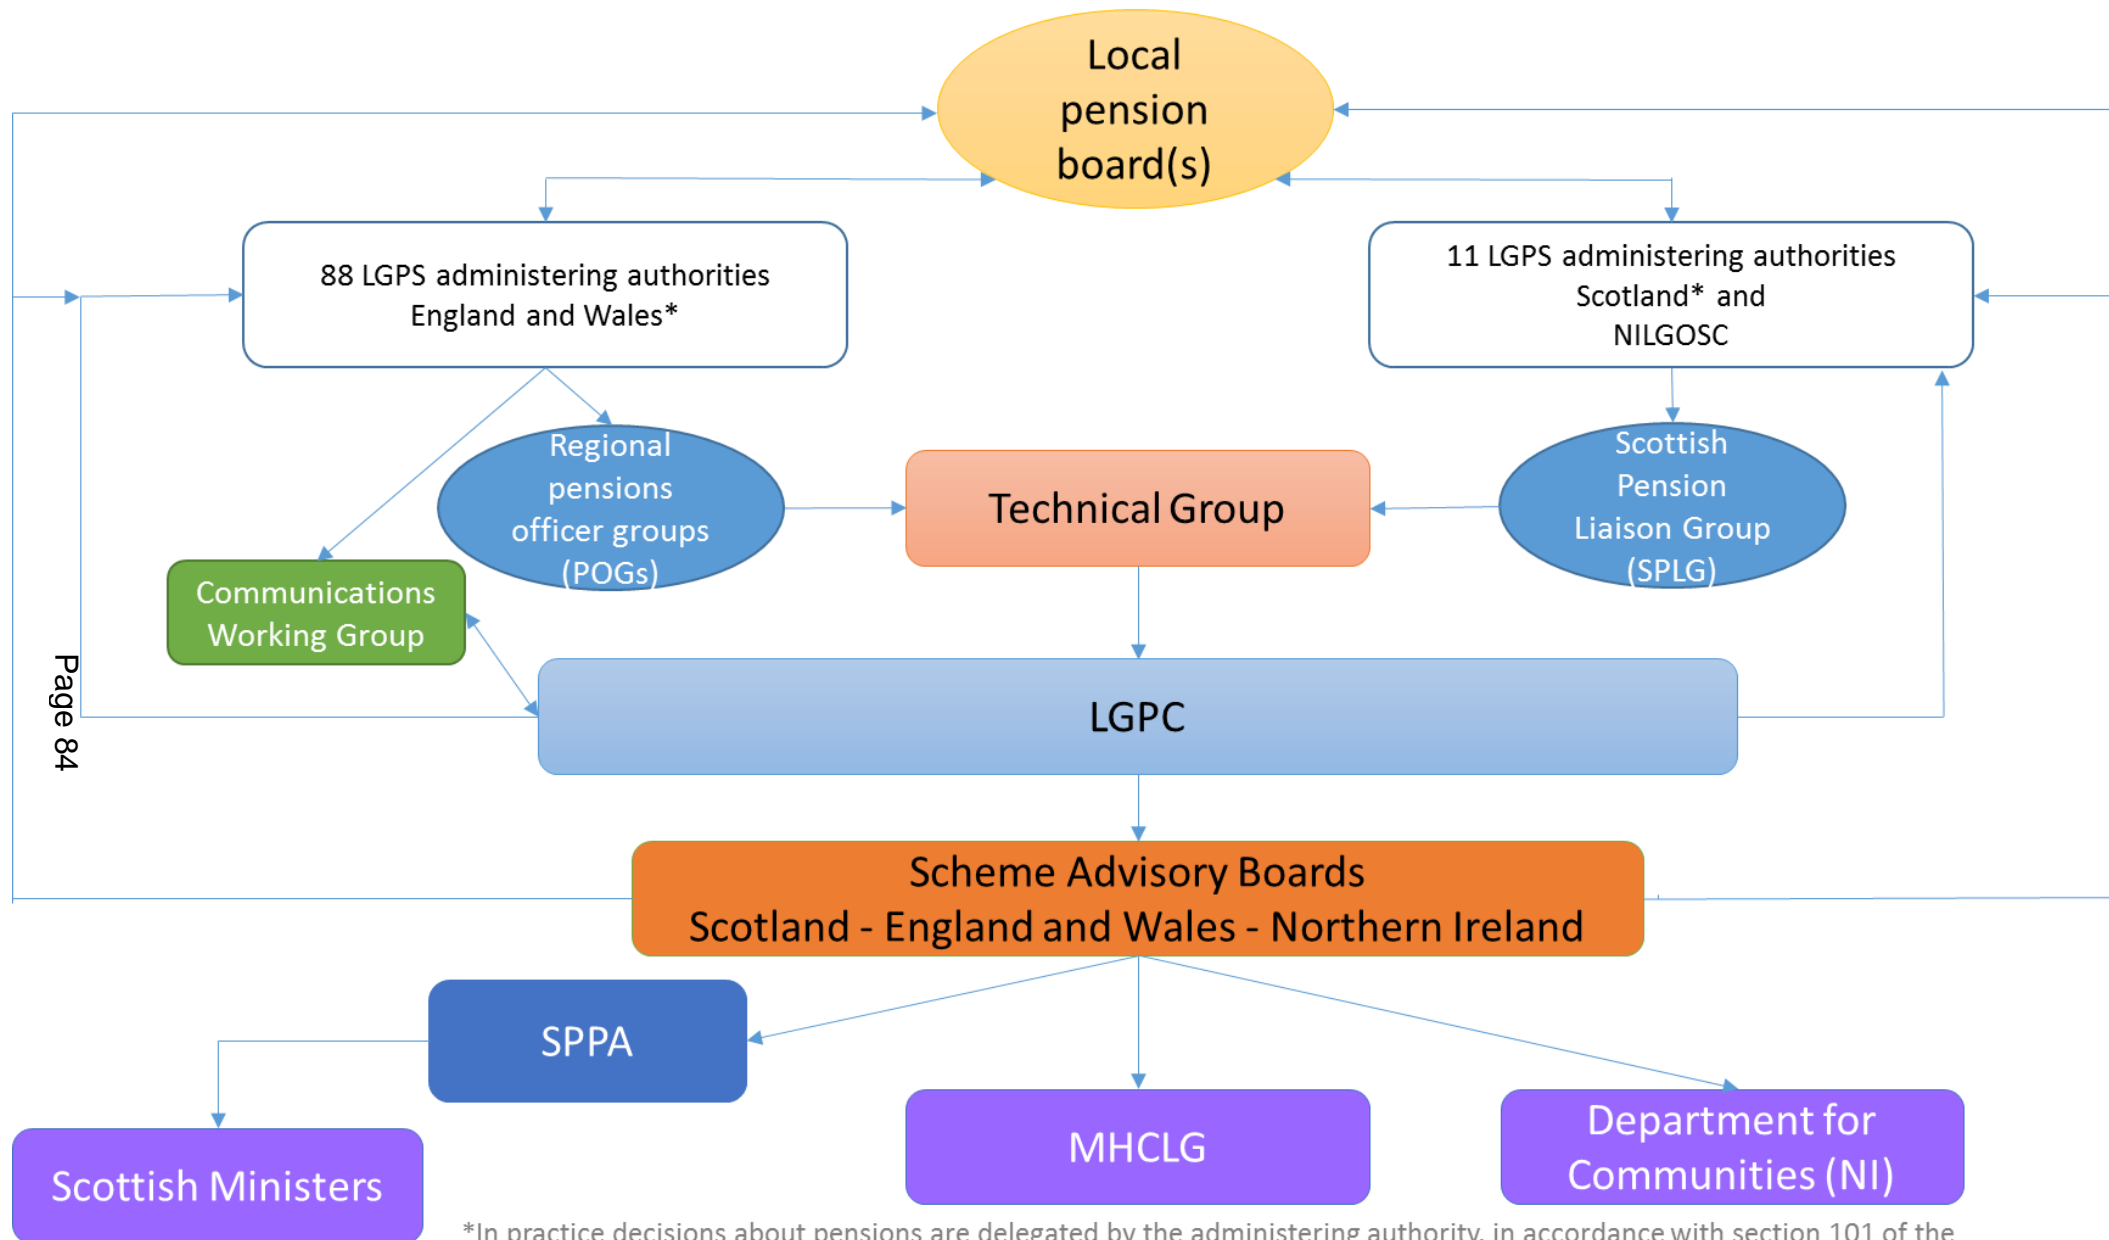 Local
pension
board(s)
88 LGPS administering authorities
England and Wales*
11 LGPS administering authorities
Scotland* and
NILGOSC
Regional
pensions
officer groups
(POGs)
Technical Group
Scottish
Pension
Liaison Group
(SPLG)
Communications
Working Group
Page 84
LGPC
Scheme Advisory Boards
Scotland - England and Wales - Northern Ireland
SPPA
MHCLG
Department for
Communities (NI)
Scottish Ministers
*In practice decisions about pensions are delegated by the administering authority, in accordance with section 101 of the